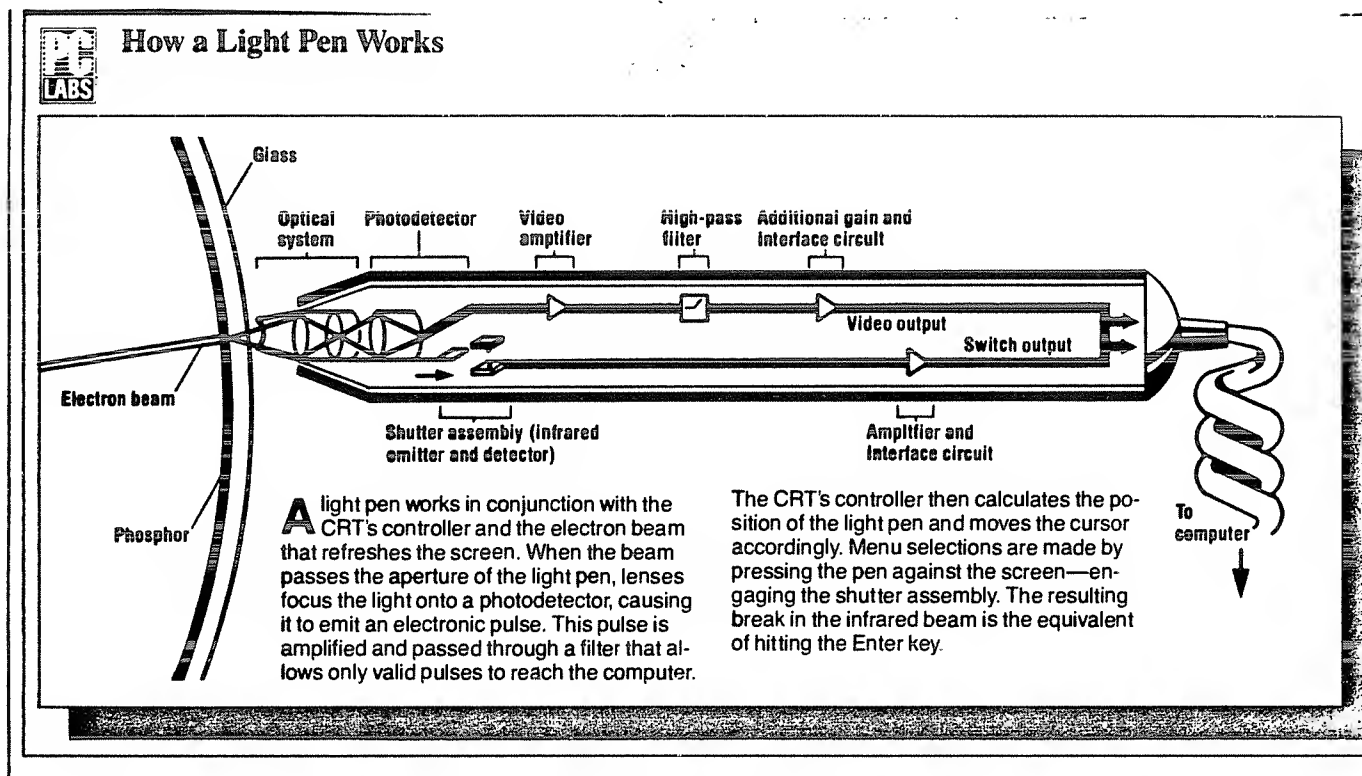 PC
LABS
How a Light Pen Works
Glass
Optical
system
Photodetector
Video
amplifier
High-pass
filter
Additional gain and
Interface circuit
Video output
Switch output
Electron beam
Shutter assembly (infrared
emitter and detector)
Amplifier and
Interface circuit
Phosphor
To
computer
A light pen works in conjunction with the
CRT's controller and the electron beam
that refreshes the screen. When the beam
passes the aperture of the light pen, lenses
focus the light onto a photodetector, causing
it to emit an electronic pulse. This pulse is
amplified and passed through a filter that al-
lows only valid pulses to reach the computer.
The CRT's controller then calculates the po-
sition of the light pen and moves the cursor
accordingly. Menu selections are made by
pressing the pen against the screen—en-
gaging the shutter assembly. The resulting
break in the infrared beam is the equivalent
of hitting the Enter key.